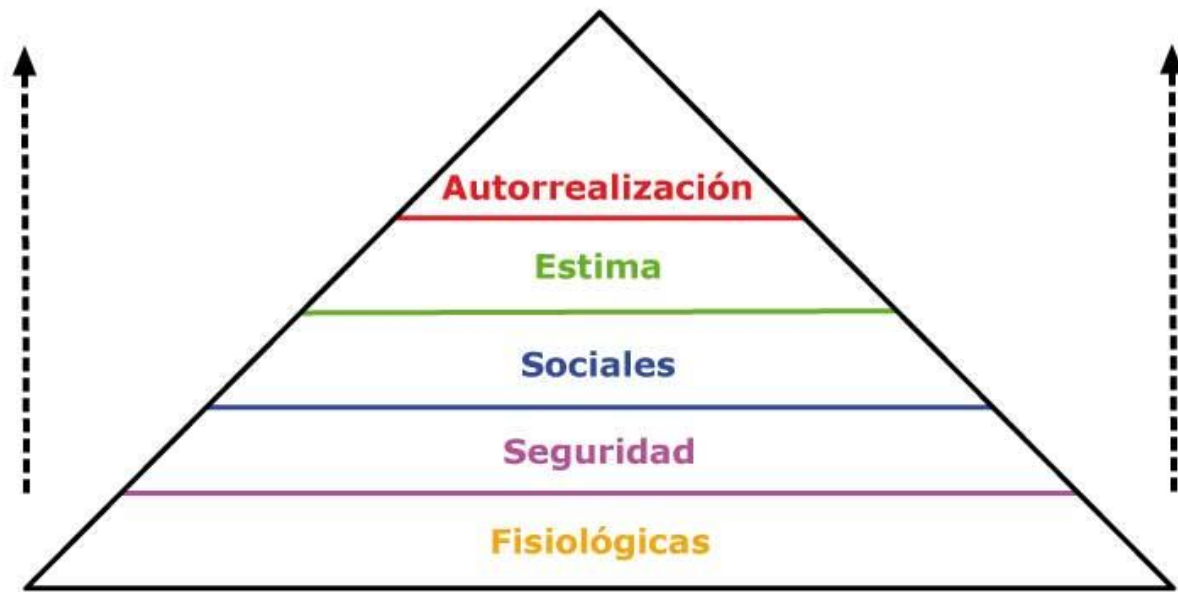 Autorrealización
Estima
Sociales
Seguridad
Fisiológicas